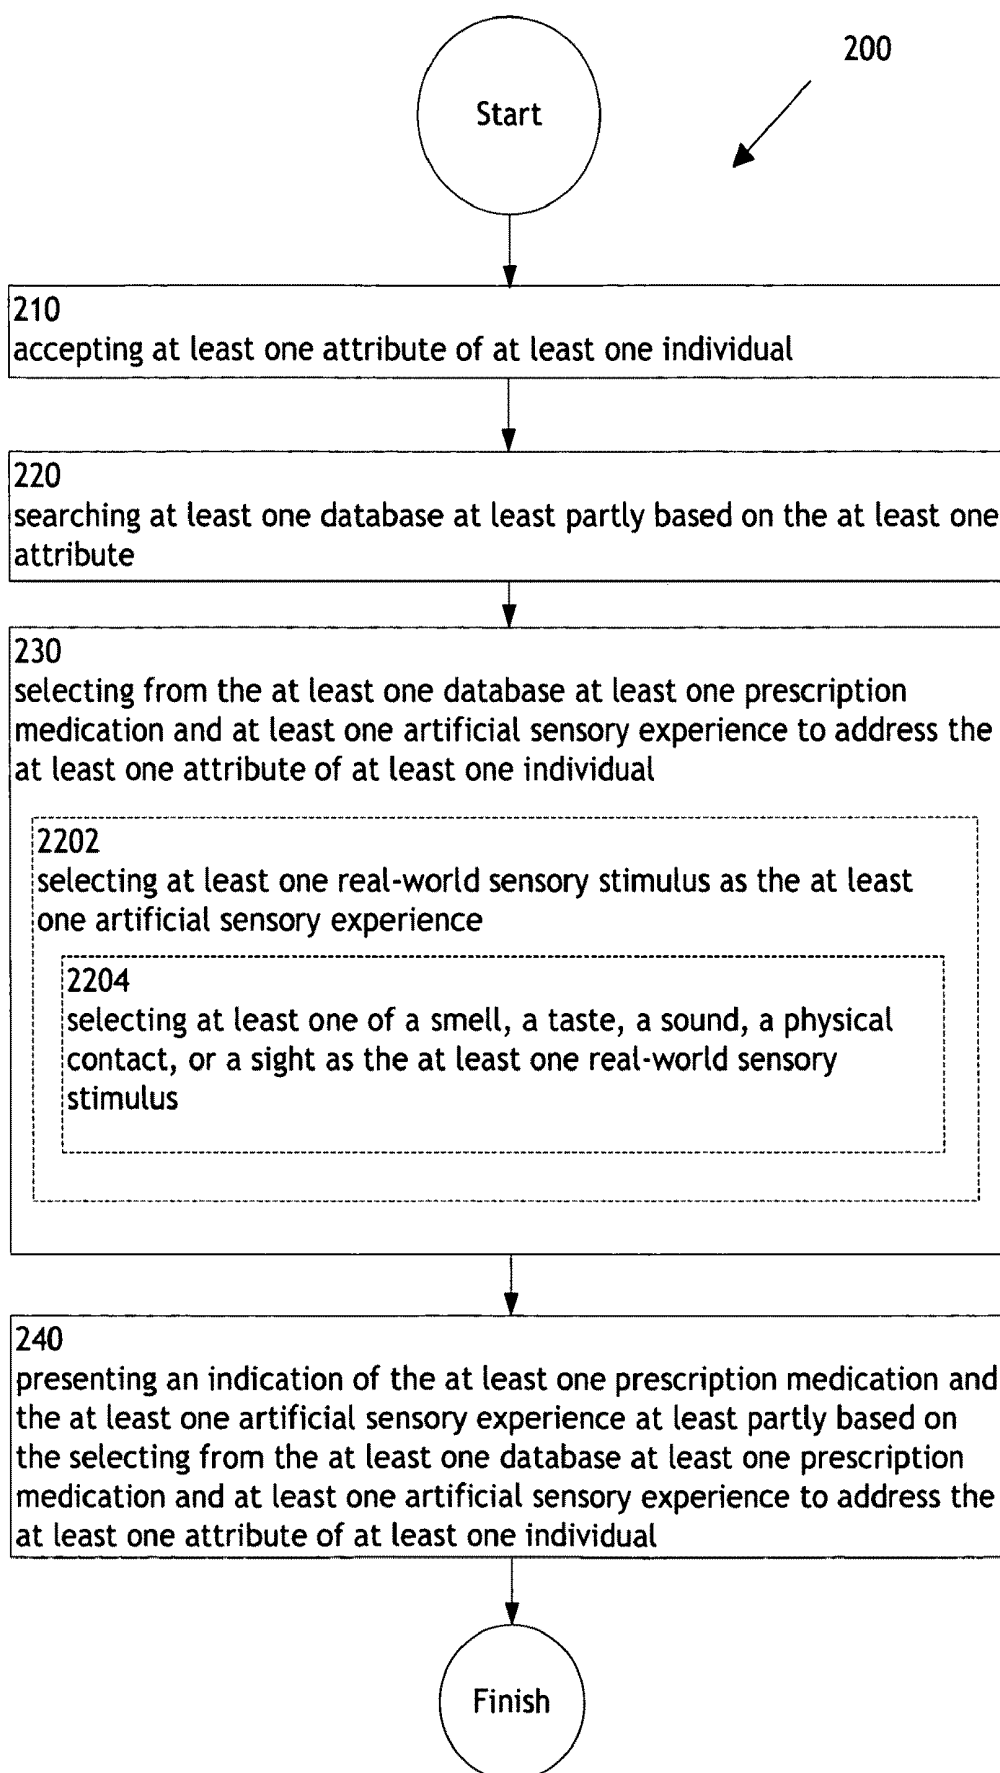 Start
200
210
accepting at least one attribute of at least one individual
220
searching at least one database at least partly based on the at least one
attribute
230
selecting from the at least one database at least one prescription
medication and at least one artificial sensory experience to address the
at least one attribute of at least one individual
2202
selecting at least one real-world sensory stimulus as the at least
one artificial sensory experience
2204
selecting at least one of a smell, a taste, a sound, a physical
contact, or a sight as the at least one real-world sensory
stimulus
240
presenting an indication of the at least one prescription medication and
the at least one artificial sensory experience at least partly based on
the selecting from the at least one database at least one prescription
medication and at least one artificial sensory experience to address the
at least one attribute of at least one individual
Finish